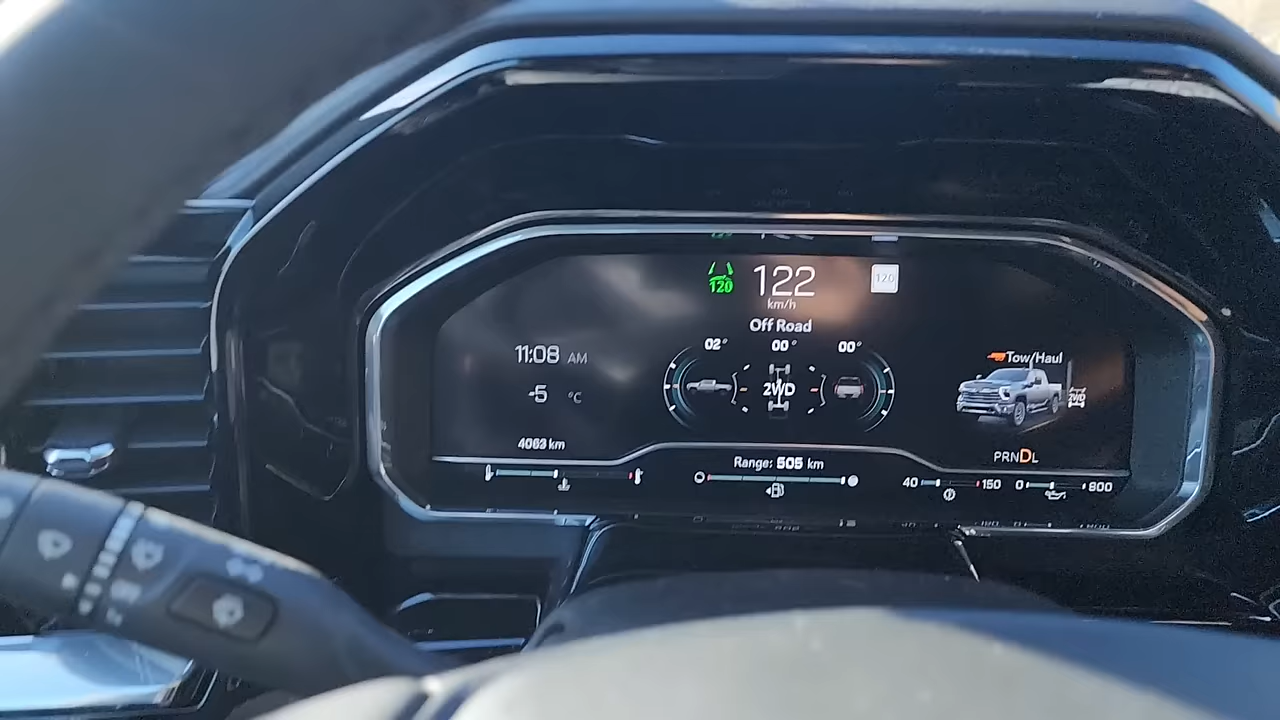 120
122
120
km/h
Off Road
02° 00° 00°
11:08 AM
2WD
Tow/Haul
-5 °C
2WD
4063 km
PRNDL
Range: 505 km
40 150 0 800